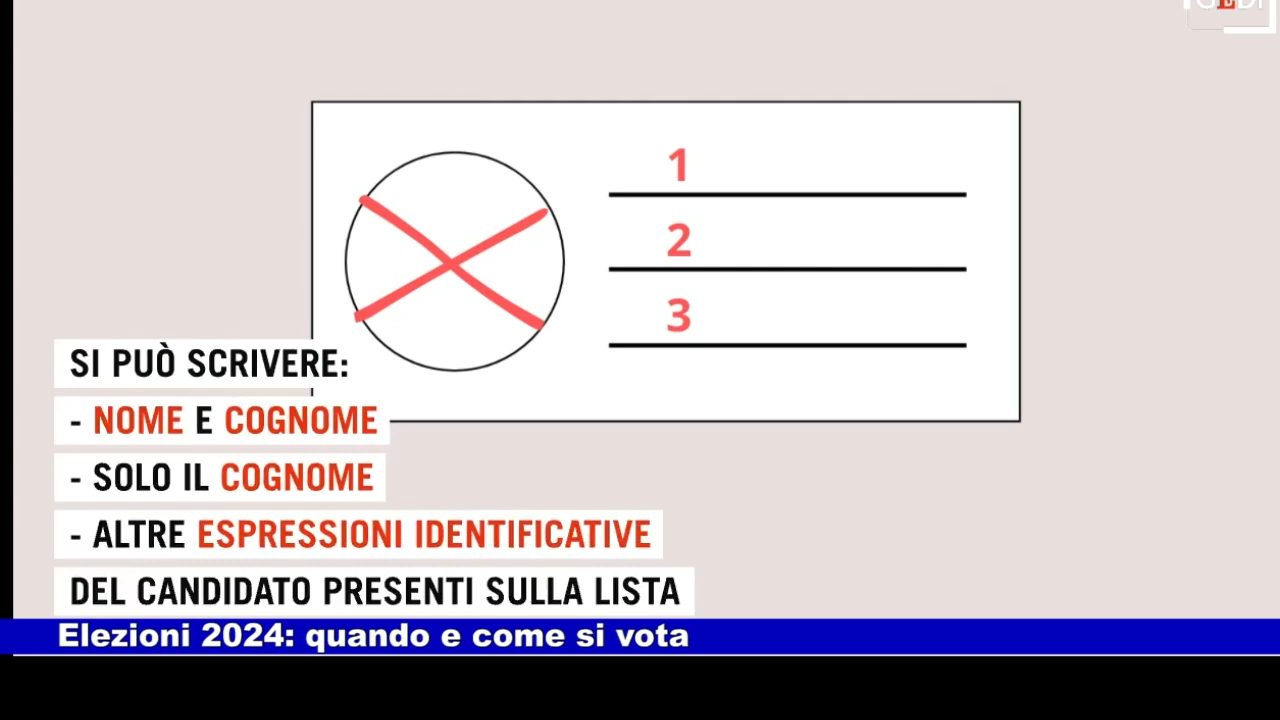 1
2
3
SI PUÒ SCRIVERE:
- NOME E COGNOME
- SOLO IL COGNOME
- ALTRE ESPRESSIONI IDENTIFICATIVE
DEL CANDIDATO PRESENTI SULLA LISTA
Elezioni 2024: quando e come si vota